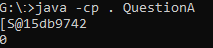 G:\>java -cp . QuestionA
[S@15db9742
0